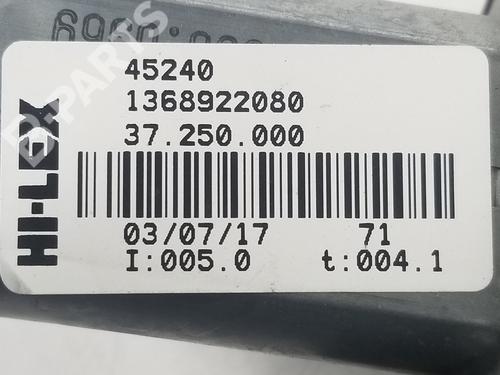 45240
1368922080
37.250.000
HI-LEX
03/07/17 71
I:005.0 t:004.1
B-PARTS